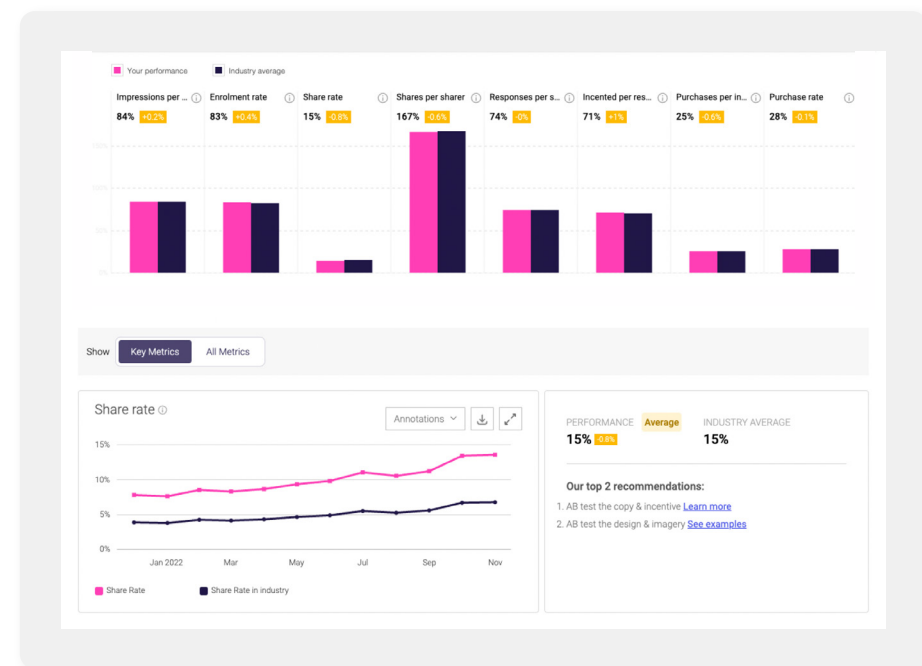 Your performance Industry average
Impressions per ... Enrolment rate Share rate Shares per sharer Responses per s... Incented per res... Purchases per in... Purchase rate
84% +0.2% 83% +0.4% 15% -0.8% 167% -0.6% 74% -0% 71% +1% 25% -0.6% 28% -0.1%
150%
100%
50%
0%
Show Key Metrics All Metrics
Share rate
Annotations
15%
10%
5%
0%
Jan 2022 Mar May Jul Sep Nov
Share Rate Share Rate in industry
PERFORMANCE Average INDUSTRY AVERAGE
15% -0.8% 15%
Our top 2 recommendations:
1. AB test the copy & incentive Learn more
2. AB test the design & imagery See examples